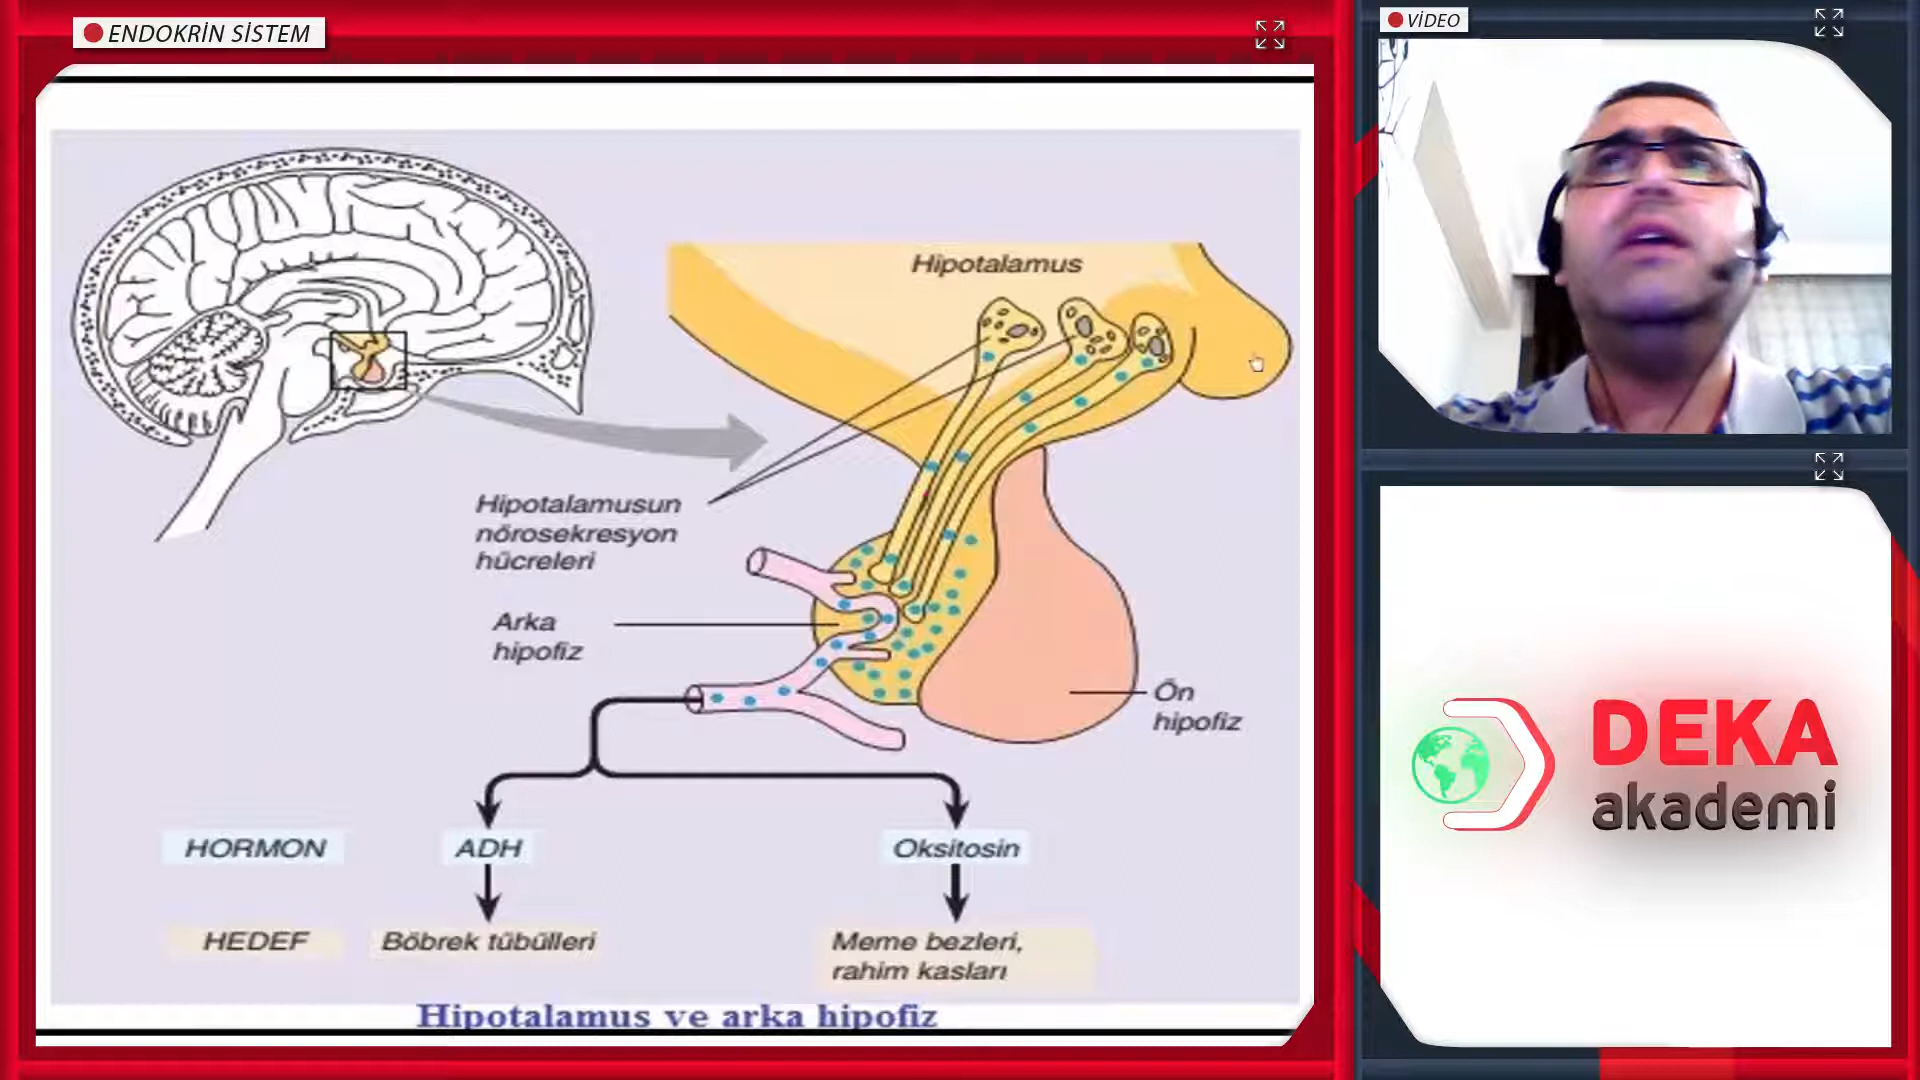 ENDOKRİN SİSTEM
VİDEO
Hipotalamus
Hipotalamusun
nörosekresyon
hücreleri
Arka
hipofiz
Ön
hipofiz
HORMON
ADH
Oksitosin
HEDEF
Böbrek tübülleri
Meme bezleri,
rahim kasları
Hipotalamus ve arka hipofiz
DEKA
akademi